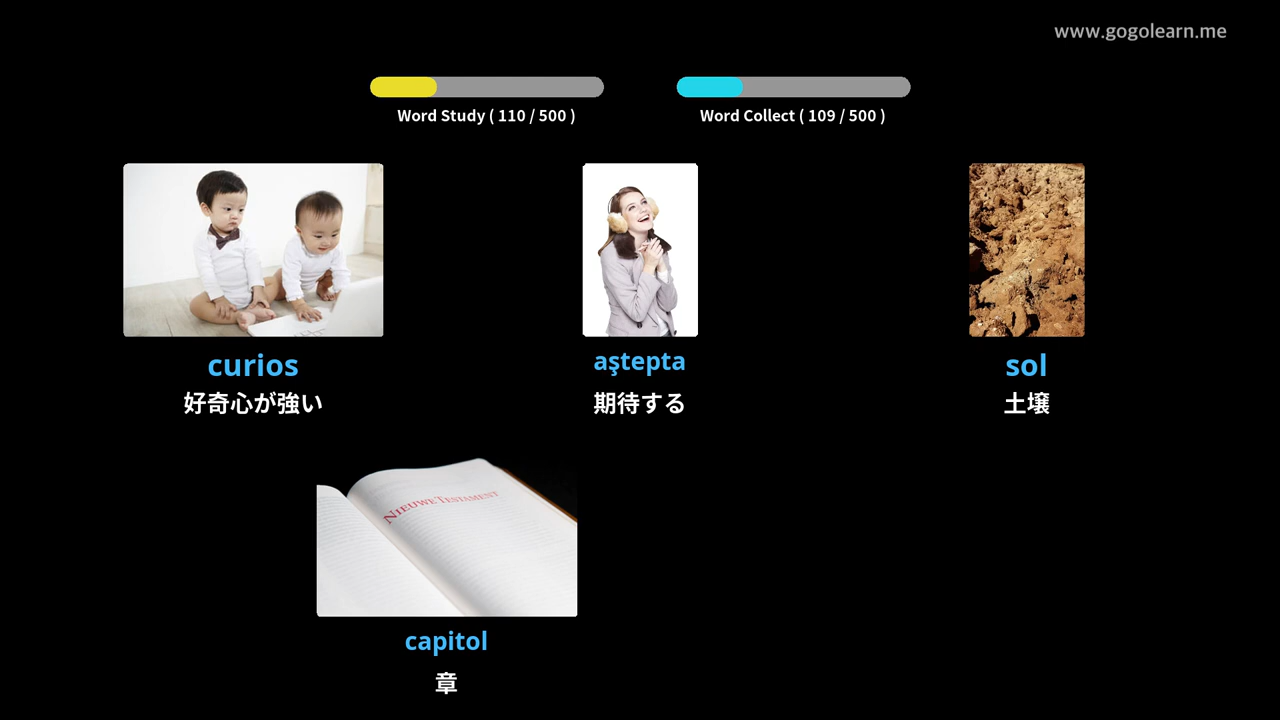 www.gogolearn.me
Word Study ( 110 / 500 )
Word Collect ( 109 / 500 )
curios
aştepta
sol
好奇心が強い
期待する
土壌
NIEUWE TESTAMENT
capitol
章